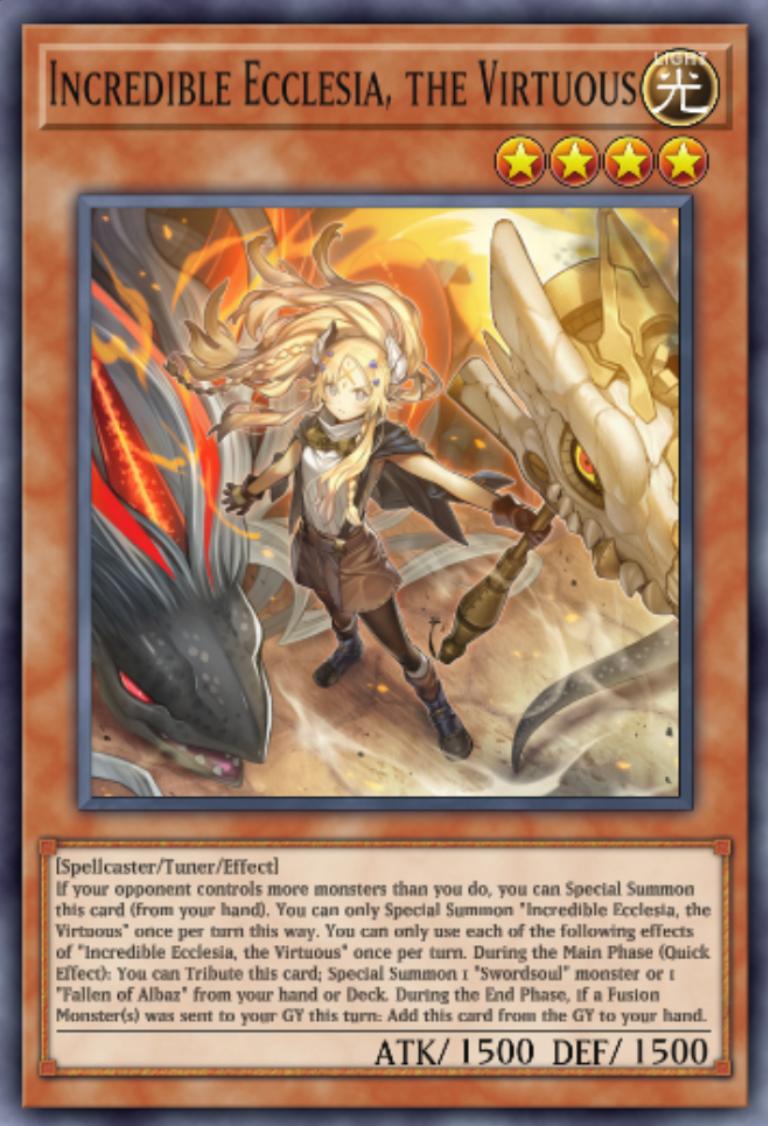 INCREDIBLE ECCLESIA, THE VIRTUOUS
LIGHT
光
[Spellcaster/Tuner/Effect]
If your opponent controls more monsters than you do, you can Special Summon
this card (from your hand). You can only Special Summon "Incredible Ecclesia, the
Virtuous" once per turn this way. You can only use each of the following effects
of "Incredible Ecclesia, the Virtuous" once per turn. During the Main Phase (Quick
Effect): You can Tribute this card; Special Summon 1 "Swordsoul" monster or 1
"Fallen of Albaz" from your hand or Deck. During the End Phase, if a Fusion
Monster(s) was sent to your GY this turn: Add this card from the GY to your hand.
ATK/ 1500 DEF/ 1500